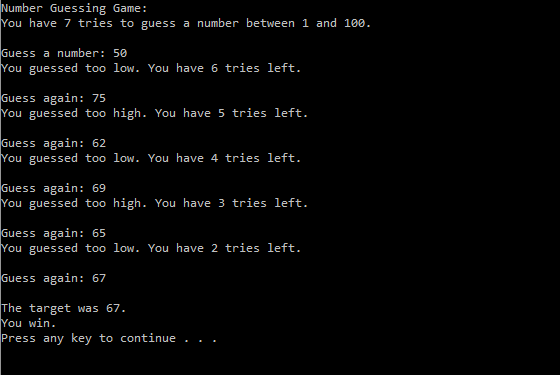 Number Guessing Game:
You have 7 tries to guess a number between 1 and 100.
Guess a number: 50
You guessed too low. You have 6 tries left.
Guess again: 75
You guessed too high. You have 5 tries left.
Guess again: 62
You guessed too low. You have 4 tries left.
Guess again: 69
You guessed too high. You have 3 tries left.
Guess again: 65
You guessed too low. You have 2 tries left.
Guess again: 67
The target was 67.
You win.
Press any key to continue . . .